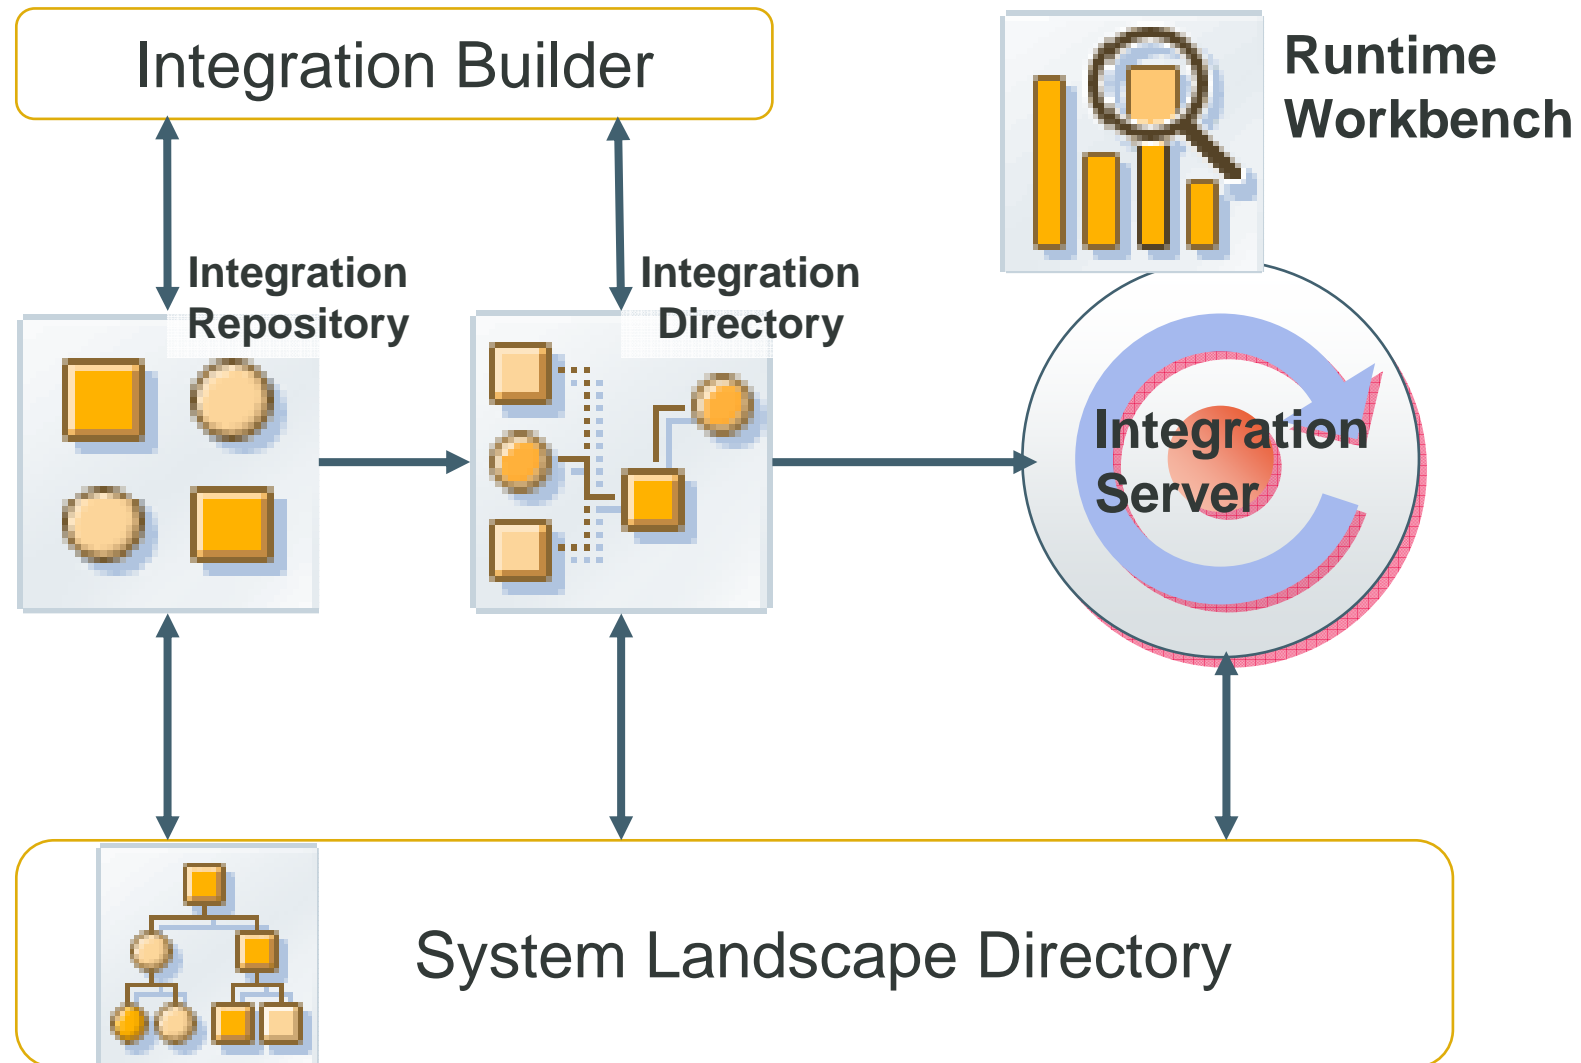 Integration Builder
Runtime
Workbench
Integration
Repository
Integration
Directory
Integration
Server
System Landscape Directory